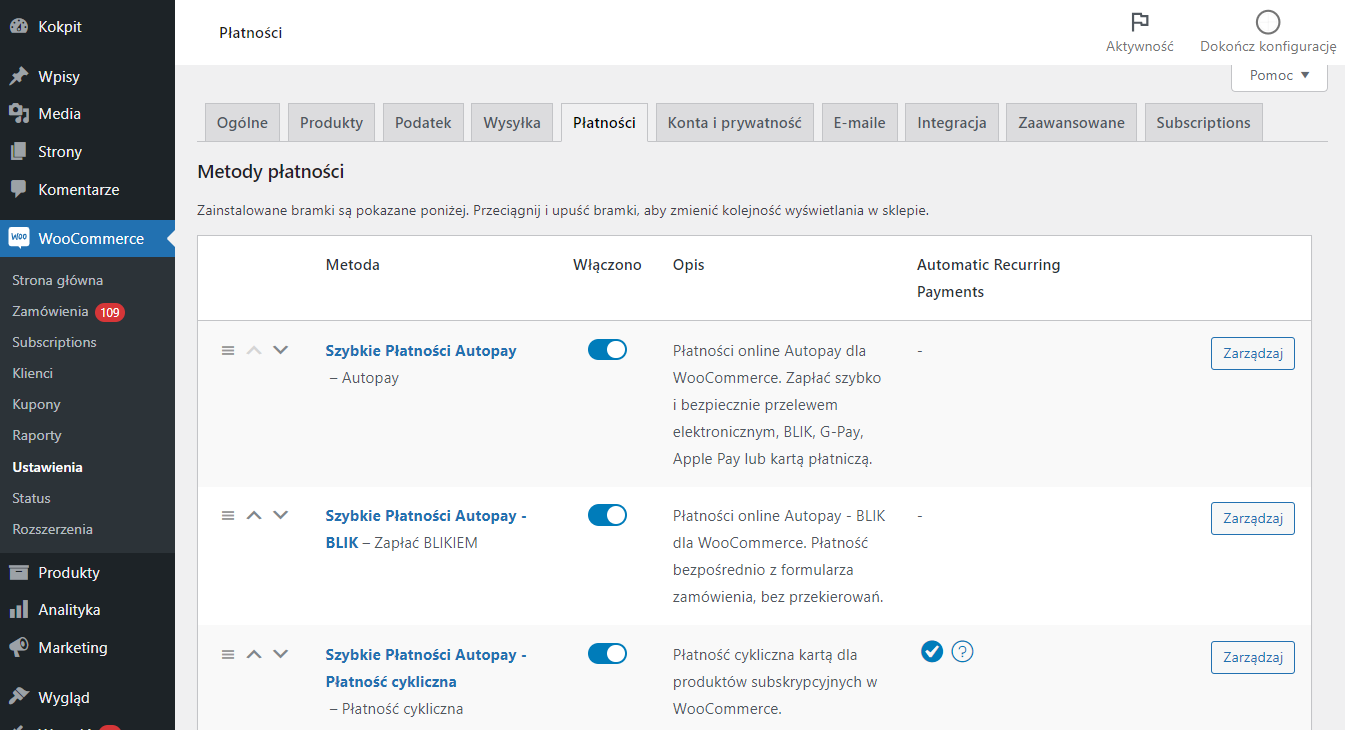 Kokpit
Wpisy
Media
Strony
Komentarze
Woo
WooCommerce
Strona główna
Zamówienia 109
Subscriptions
Klienci
Kupony
Raporty
Ustawienia
Status
Rozszerzenia
Produkty
Analityka
Marketing
Wygląd
Płatności
Aktywność
Dokończ konfigurację
Pomoc
Ogólne
Produkty
Podatek
Wysyłka
Płatności
Konta i prywatność
E-maile
Integracja
Zaawansowane
Subscriptions
Metody płatności
Zainstalowane bramki są pokazane poniżej. Przeciągnij i upuść bramki, aby zmienić kolejność wyświetlania w sklepie.
Metoda
Włączono
Opis
Automatic Recurring
Payments
Szybkie Płatności Autopay
– Autopay
Płatności online Autopay dla
WooCommerce. Zapłać szybko
i bezpiecznie przelewem
elektronicznym, BLIK, G-Pay,
Apple Pay lub kartą płatniczą.
-
Zarządzaj
Szybkie Płatności Autopay -
BLIK – Zapłać BLIKIEM
Płatności online Autopay - BLIK
dla WooCommerce. Płatność
bezpośrednio z formularza
zamówienia, bez przekierowań.
-
Zarządzaj
Szybkie Płatności Autopay -
Płatność cykliczna
– Płatność cykliczna
Płatność cykliczna kartą dla
produktów subskrypcyjnych w
WooCommerce.
?
Zarządzaj